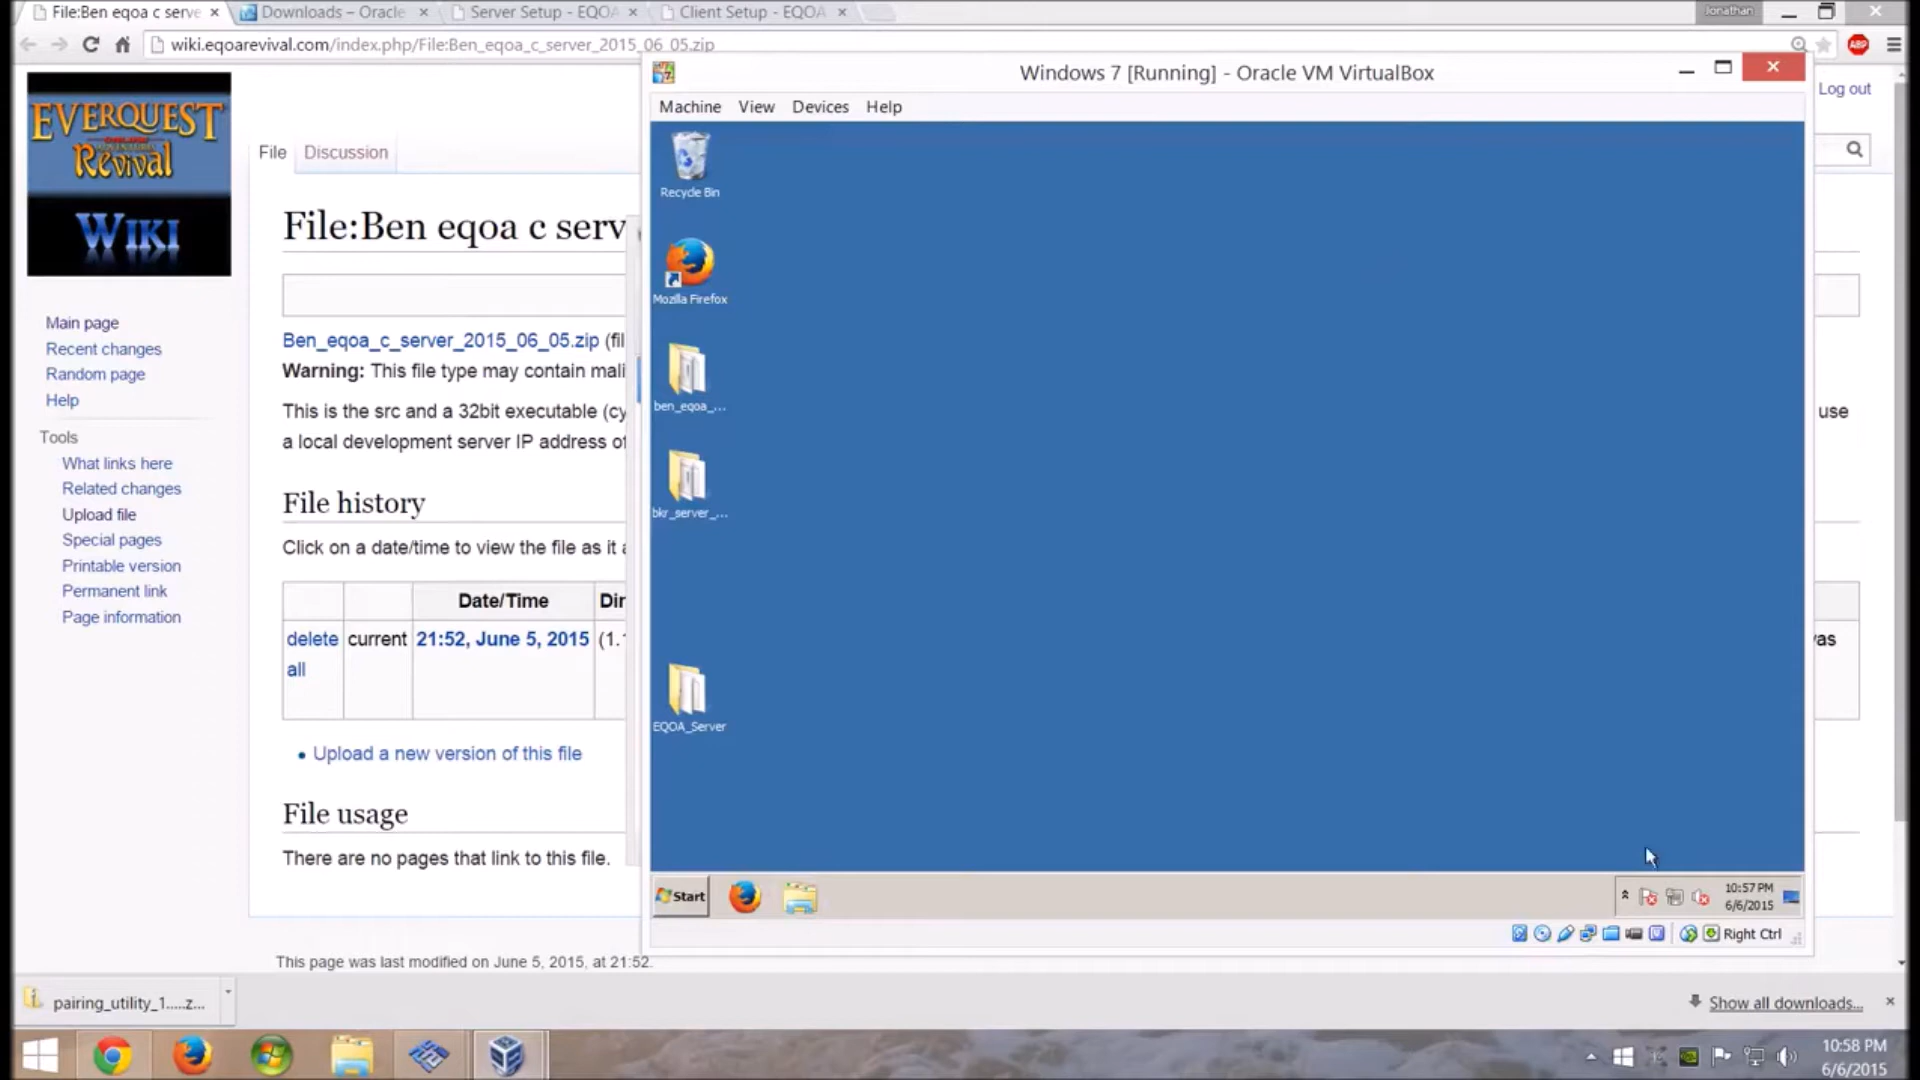 File:Ben eqoa c serve
Downloads – Oracle
Server Setup - EQOA
Client Setup - EQOA
Jonathan
wiki.eqoarevival.com/index.php/File:Ben_eqoa_c_server_2015_06_05.zip
ABP
Windows 7 [Running] - Oracle VM VirtualBox
Log out
Machine View Devices Help
EVERQUEST
Revival
WIKI
File Discussion
Recycle Bin
File:Ben eqoa c serv
Mozilla Firefox
Main page
Recent changes
Random page
Help
Tools
What links here
Related changes
Upload file
Special pages
Printable version
Permanent link
Page information
Ben_eqoa_c_server_2015_06_05.zip (fil
Warning: This file type may contain mali
This is the src and a 32bit executable (cy
use
a local development server IP address of
ben_eqoa_...
bkr_server_...
File history
Click on a date/time to view the file as it a
Date/Time Dir
delete all
current
21:52, June 5, 2015
(1.
as
Upload a new version of this file
EQOA_Server
File usage
There are no pages that link to this file.
Start
10:57 PM
6/6/2015
Right Ctrl
This page was last modified on June 5, 2015, at 21:52.
pairing_utility_1.....z...
Show all downloads...
10:58 PM
6/6/2015